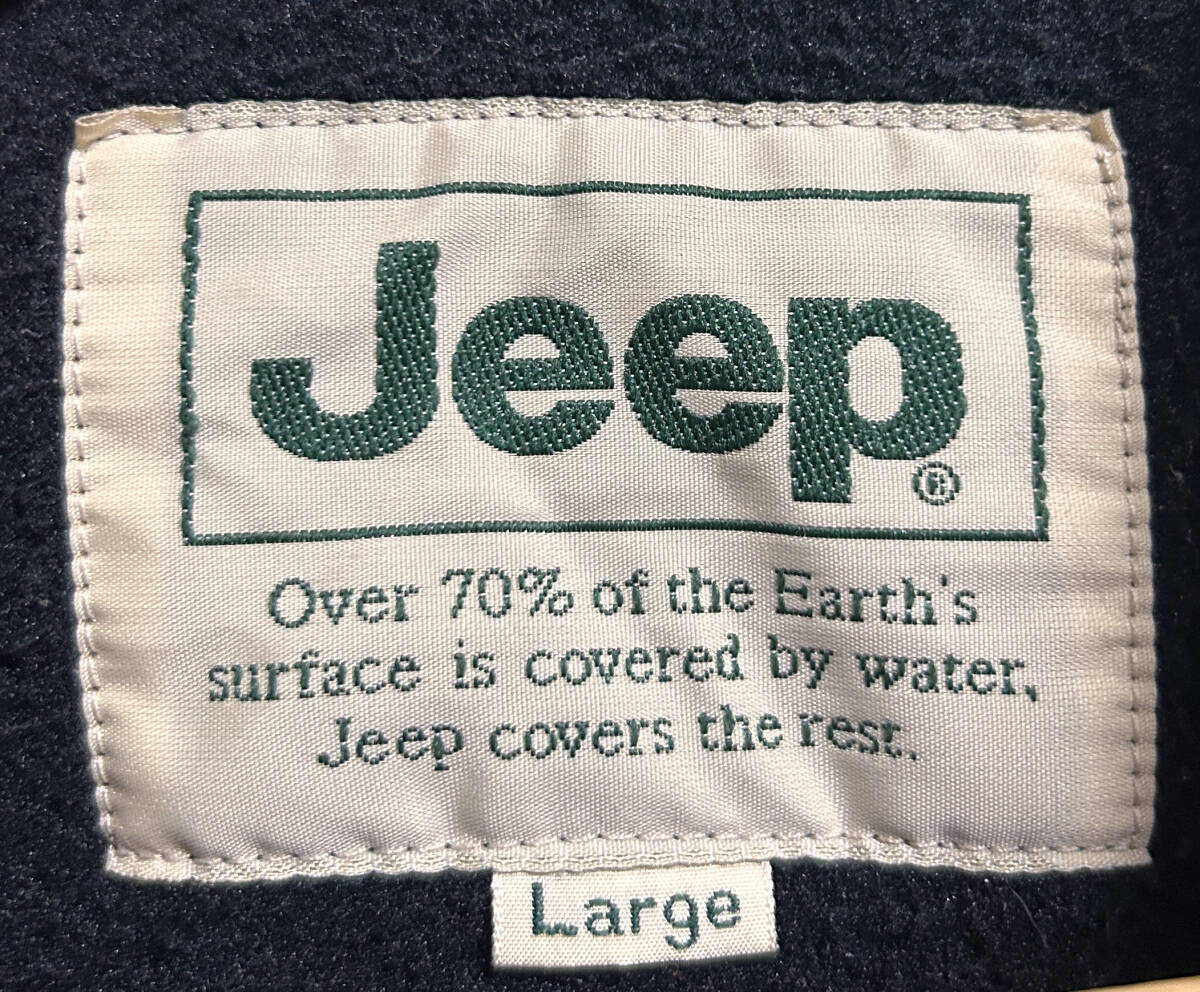 Jeep®
Over 70% of the Earth's
surface is covered by water,
Jeep covers the rest.
Large